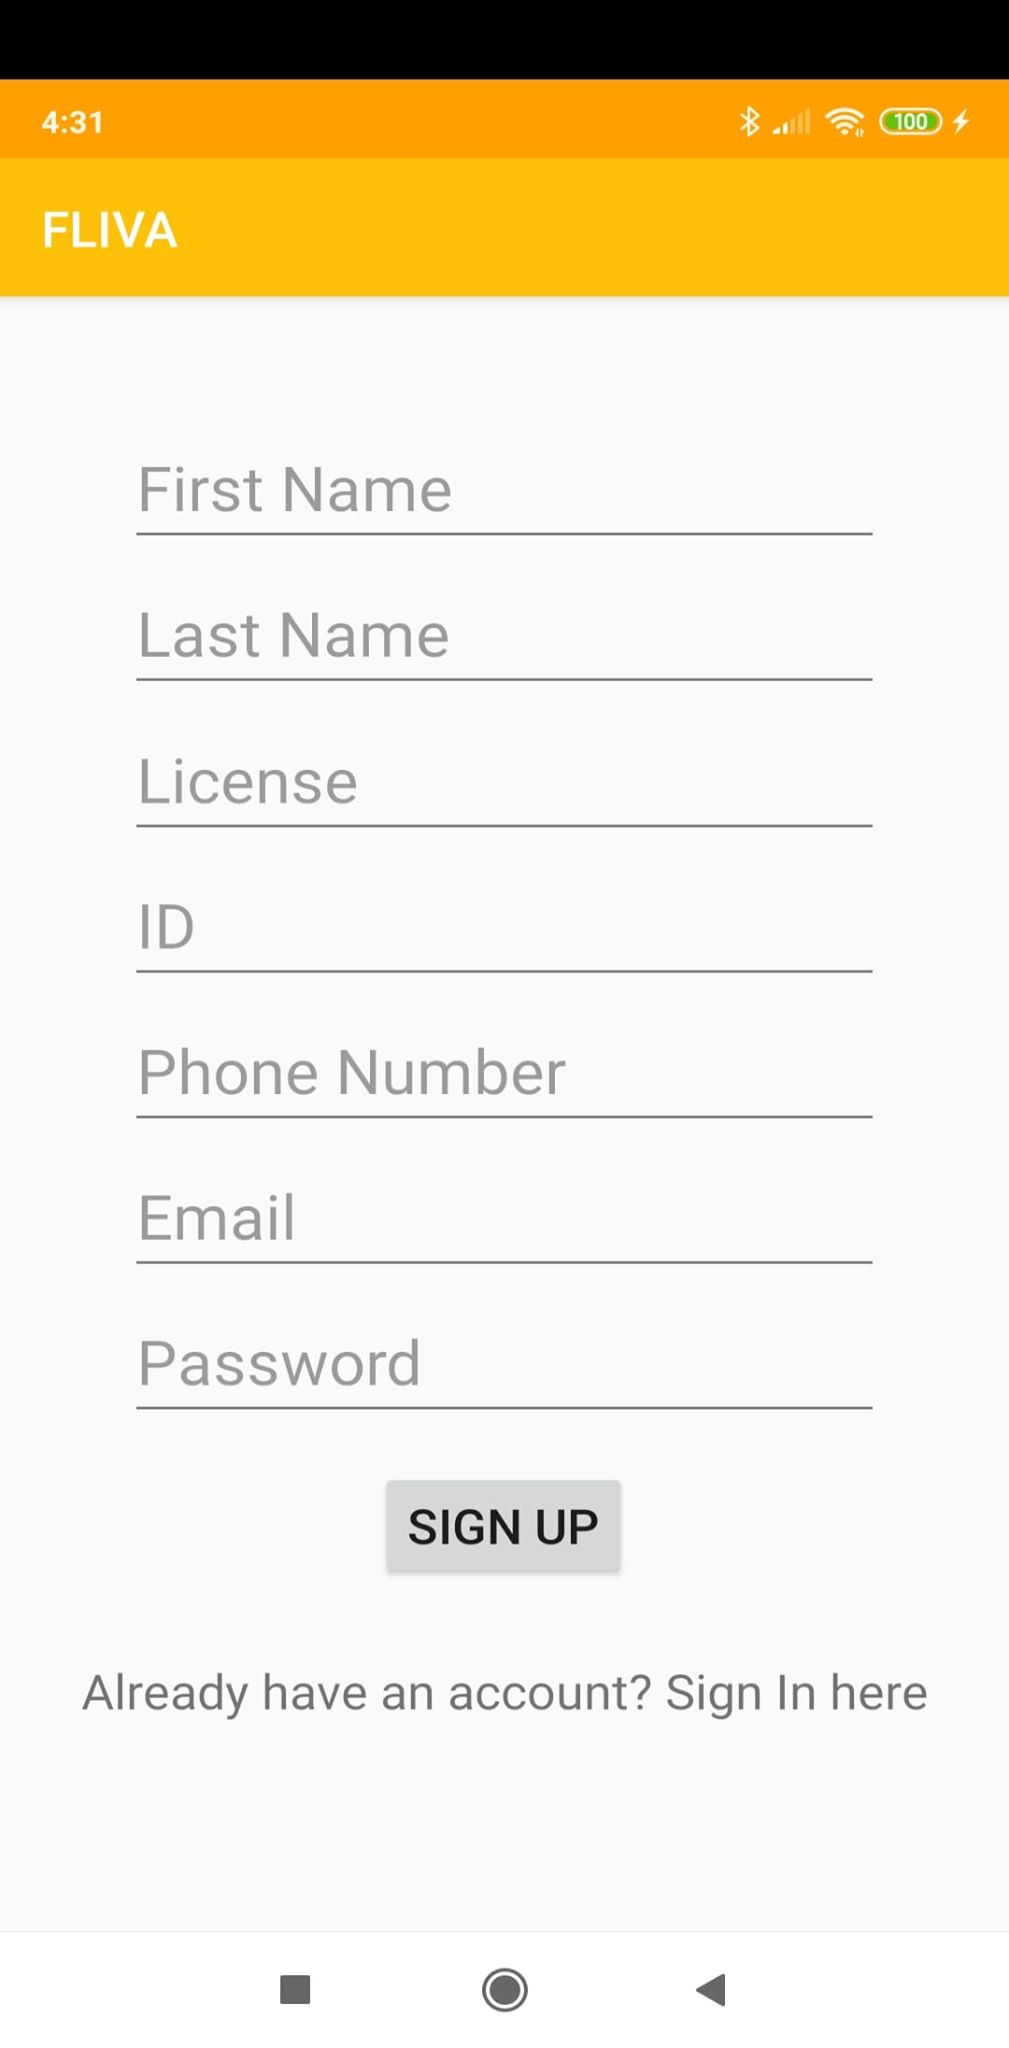 4:31
100
FLIVA
First Name
Last Name
License
ID
Phone Number
Email
Password
SIGN UP
Already have an account? Sign In here